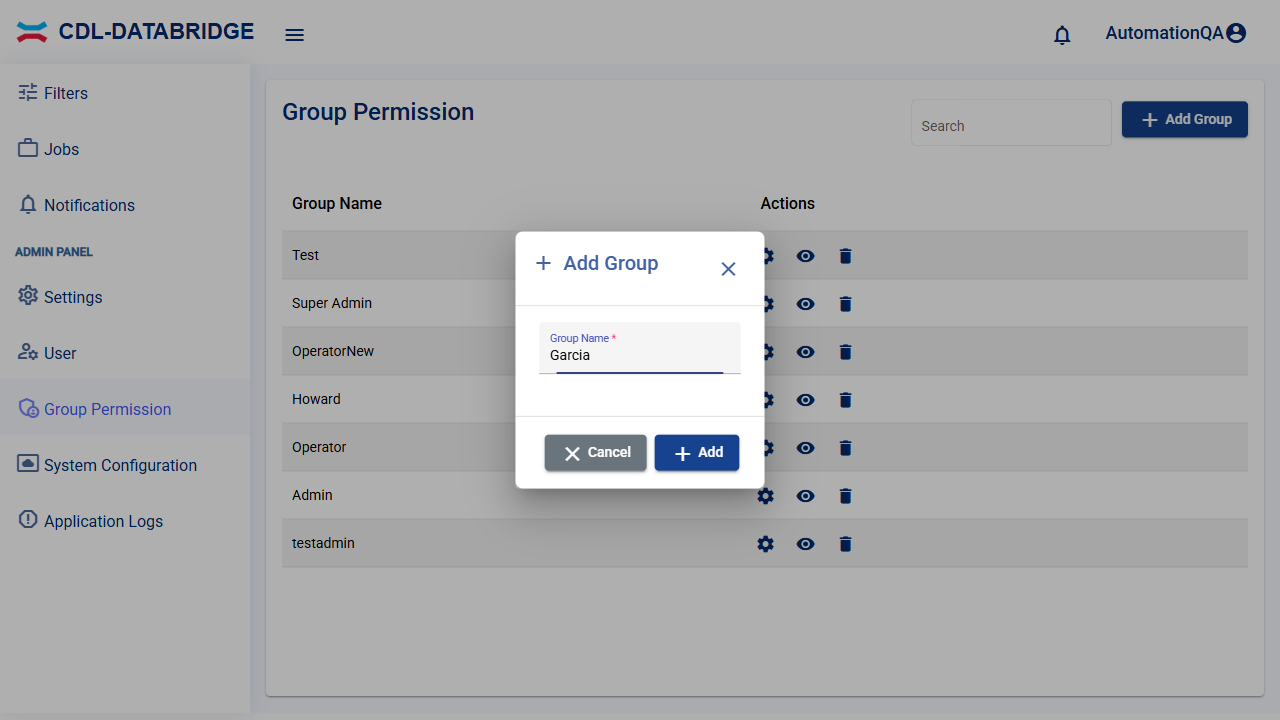 CDL-DATABRIDGE
AutomationQA
Filters
Jobs
Notifications
ADMIN PANEL
Settings
User
Group Permission
System Configuration
Application Logs
Group Permission
Search
Add Group
Group Name
Actions
Test
Super Admin
OperatorNew
Howard
Operator
Admin
testadmin
Add Group
Group Name *
Garcia
Cancel
Add